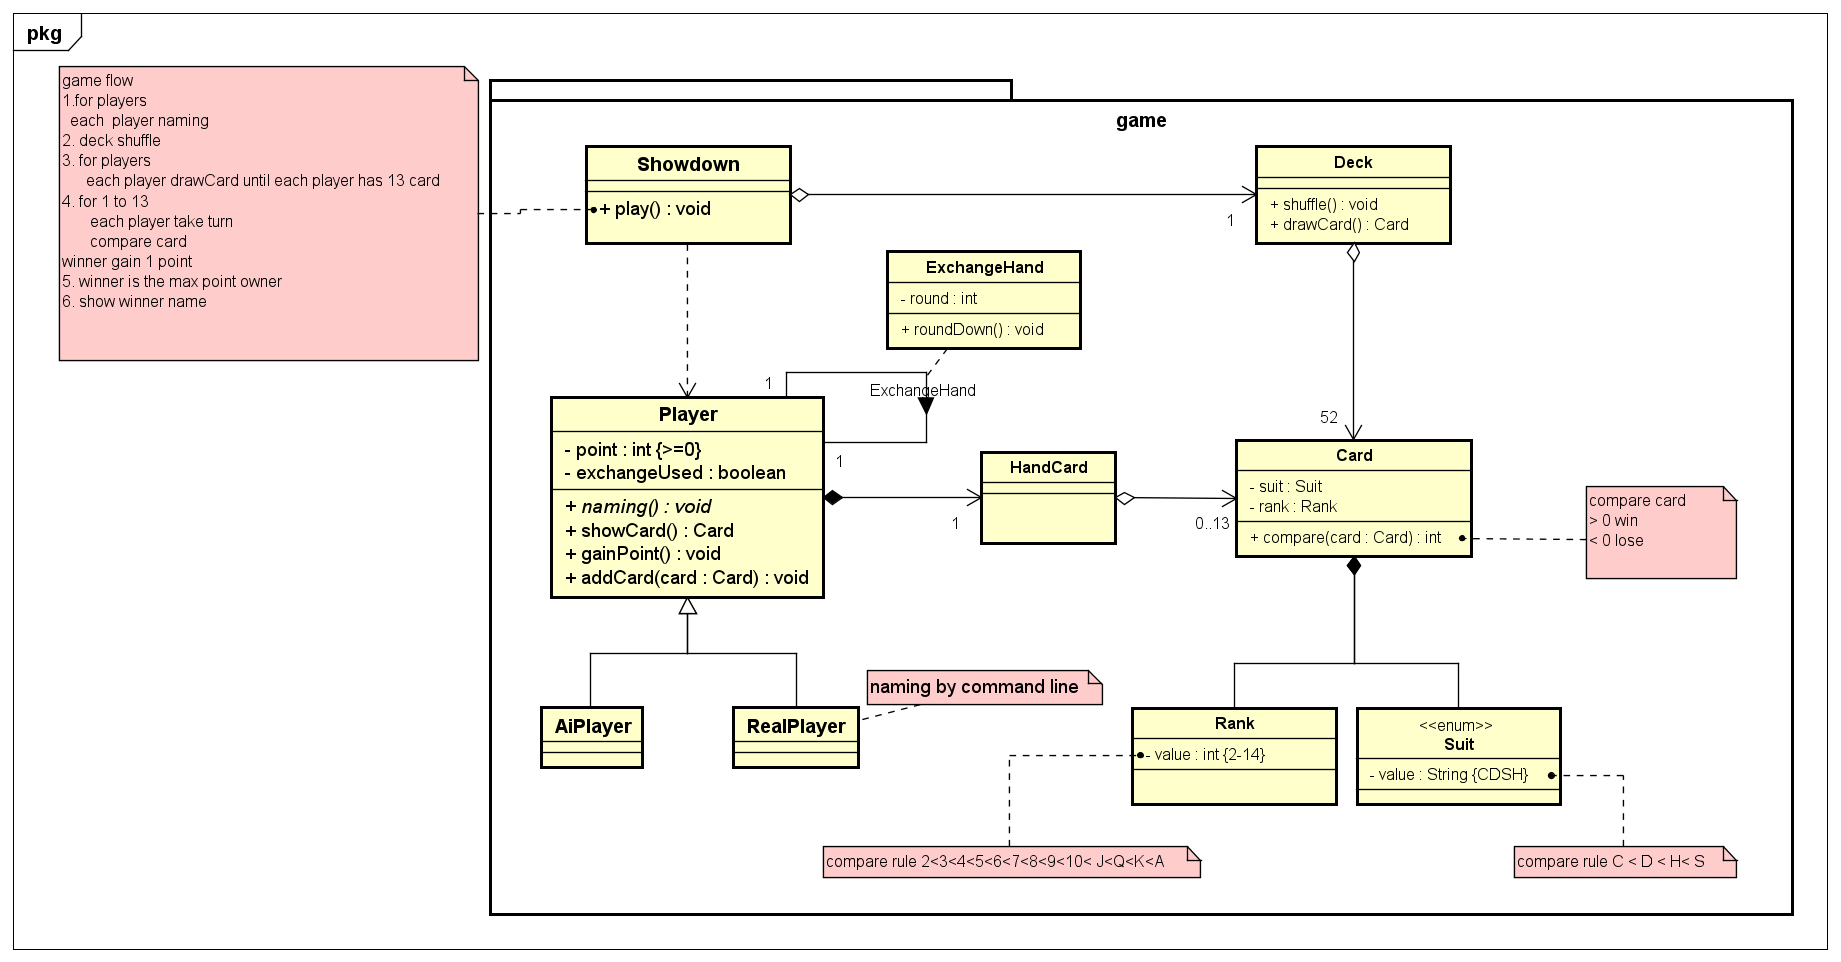 pkg
game flow
1.for players
each  player naming
2. deck shuffle
3. for players
each player drawCard until each player has 13 card
4. for 1 to 13
each player take turn
compare card
winner gain 1 point
5. winner is the max point owner
6. show winner name
game
Showdown
+ play() : void
Deck
+ shuffle() : void
+ drawCard() : Card
1
ExchangeHand
- round : int
+ roundDown() : void
1
ExchangeHand
1
52
Player
- point : int {>=0}
- exchangeUsed : boolean
+ naming() : void
+ showCard() : Card
+ gainPoint() : void
+ addCard(card : Card) : void
HandCard
1
0..13
Card
- suit : Suit
- rank : Rank
+ compare(card : Card) : int
compare card
> 0 win
< 0 lose
AiPlayer
RealPlayer
naming by command line
Rank
- value : int {2-14}
<<enum>>
Suit
- value : String {CDSH}
compare rule 2<3<4<5<6<7<8<9<10< J<Q<K<A
compare rule C < D < H< S